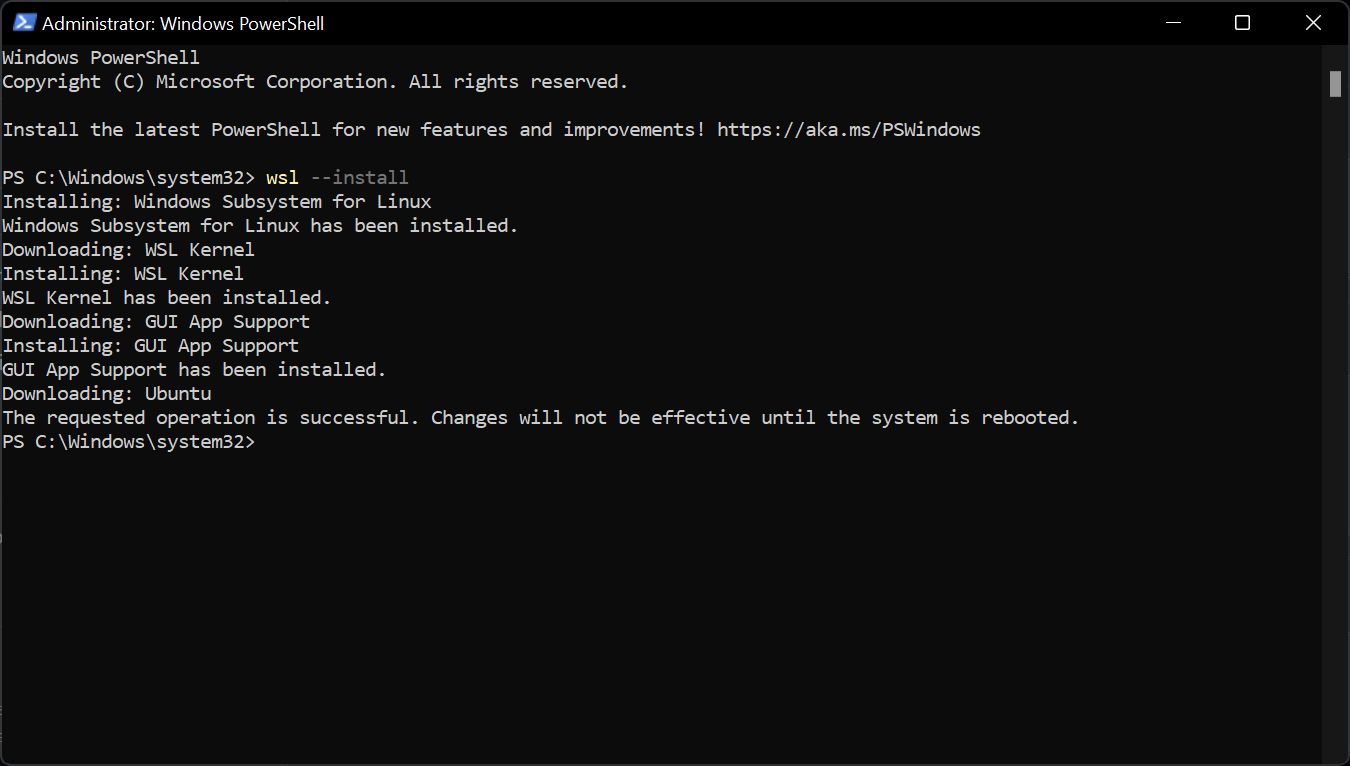 Administrator: Windows PowerShell
Windows PowerShell
Copyright (C) Microsoft Corporation. All rights reserved.
Install the latest PowerShell for new features and improvements! https://aka.ms/PSWindows
PS C:\Windows\system32> wsl --install
Installing: Windows Subsystem for Linux
Windows Subsystem for Linux has been installed.
Downloading: WSL Kernel
Installing: WSL Kernel
WSL Kernel has been installed.
Downloading: GUI App Support
Installing: GUI App Support
GUI App Support has been installed.
Downloading: Ubuntu
The requested operation is successful. Changes will not be effective until the system is rebooted.
PS C:\Windows\system32>